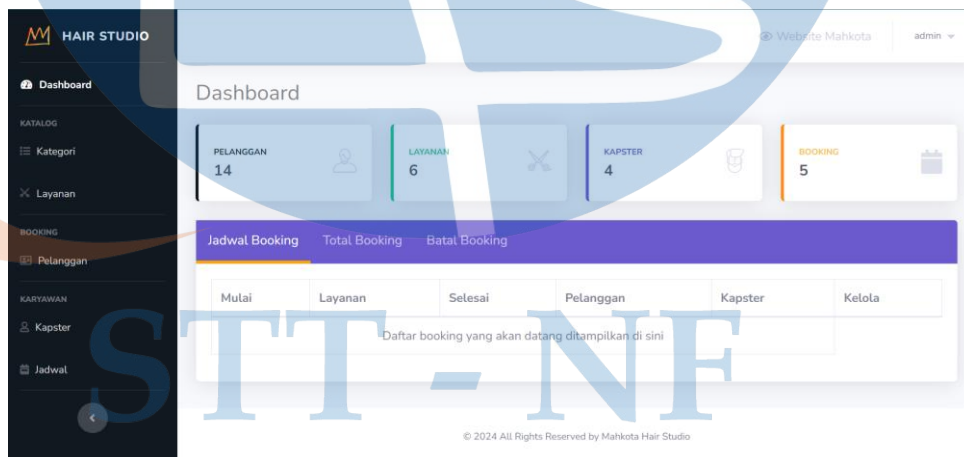 HAIR STUDIO
Website Mahkota
admin
Dashboard
KATALOG
Kategori
Layanan
BOOKING
Pelanggan
KARYAWAN
Kapster
Jadwal
Dashboard
PELANGGAN
14
LAYANAN
6
KAPSTER
4
BOOKING
5
Jadwal Booking Total Booking Batal Booking
Mulai Layanan Selesai Pelanggan Kapster Kelola
Daftar booking yang akan datang ditampilkan di sini
STT - NF
© 2024 All Rights Reserved by Mahkota Hair Studio